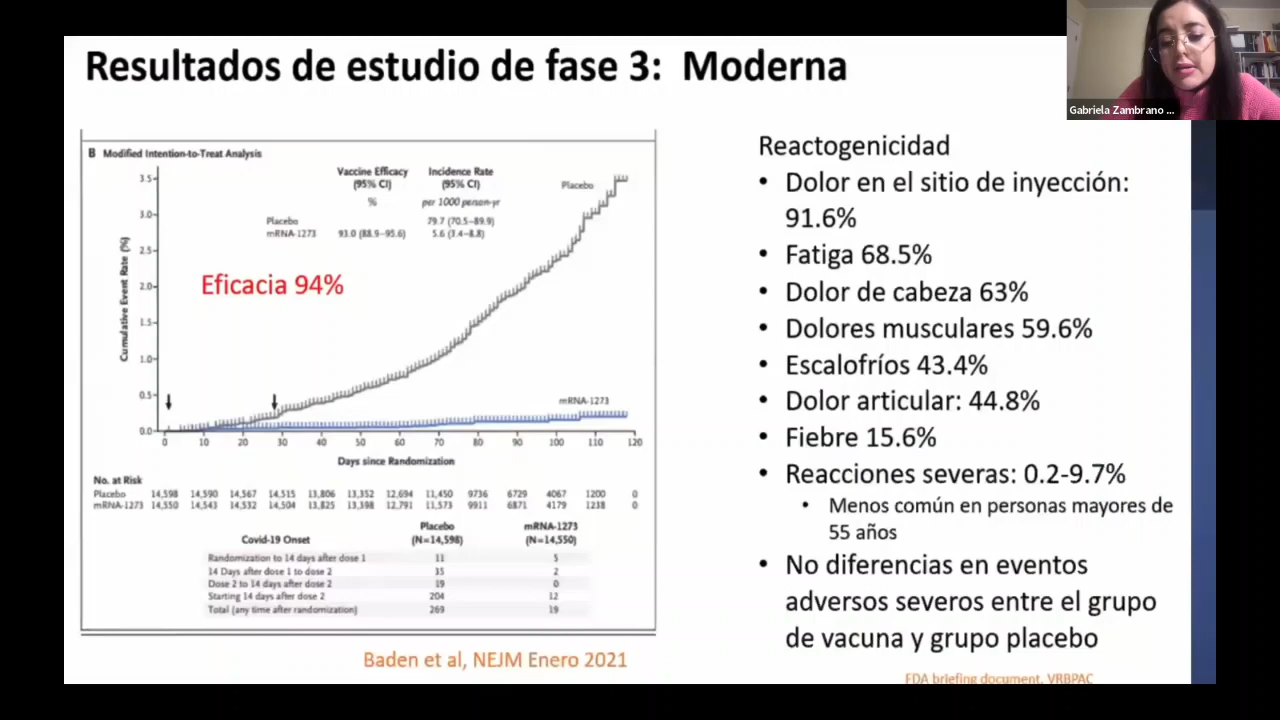 Resultados de estudio de fase 3: Moderna
Gabriela Zambrano ...
B Modified Intention-to-Treat Analysis
Vaccine Efficacy Incidence Rate
(95% CI) (95% CI)
% per 1000 person-yr
Placebo 79.7 (70.5–89.9)
mRNA-1273 93.0 (88.9–95.6) 5.6 (3.4–8.8)
Placebo
Eficacia 94%
mRNA-1273
Cumulative Event Rate (%)
3.5
3.0
2.5
2.0
1.5
1.0
0.5
0.0
0 10 20 30 40 50 60 70 80 90 100 110 120
Days since Randomization
No. at Risk
Placebo 14,598 14,590 14,567 14,515 13,806 13,352 12,694 11,450 9736 6729 4067 1200 0
mRNA-1273 14,550 14,543 14,532 14,504 13,825 13,398 12,791 11,573 9911 6871 4179 1238 0
Placebo mRNA-1273
Covid-19 Onset (N=14,598) (N=14,550)
Randomization to 14 days after dose 1 11 5
14 Days after dose 1 to dose 2 35 2
Dose 2 to 14 days after dose 2 19 0
Starting 14 days after dose 2 204 12
Total (any time after randomization) 269 19
Baden et al, NEJM Enero 2021
Reactogenicidad
• Dolor en el sitio de inyección:
91.6%
• Fatiga 68.5%
• Dolor de cabeza 63%
• Dolores musculares 59.6%
• Escalofríos 43.4%
• Dolor articular: 44.8%
• Fiebre 15.6%
• Reacciones severas: 0.2-9.7%
• Menos común en personas mayores de
55 años
• No diferencias en eventos
adversos severos entre el grupo
de vacuna y grupo placebo
FDA briefing document, VRBPAC